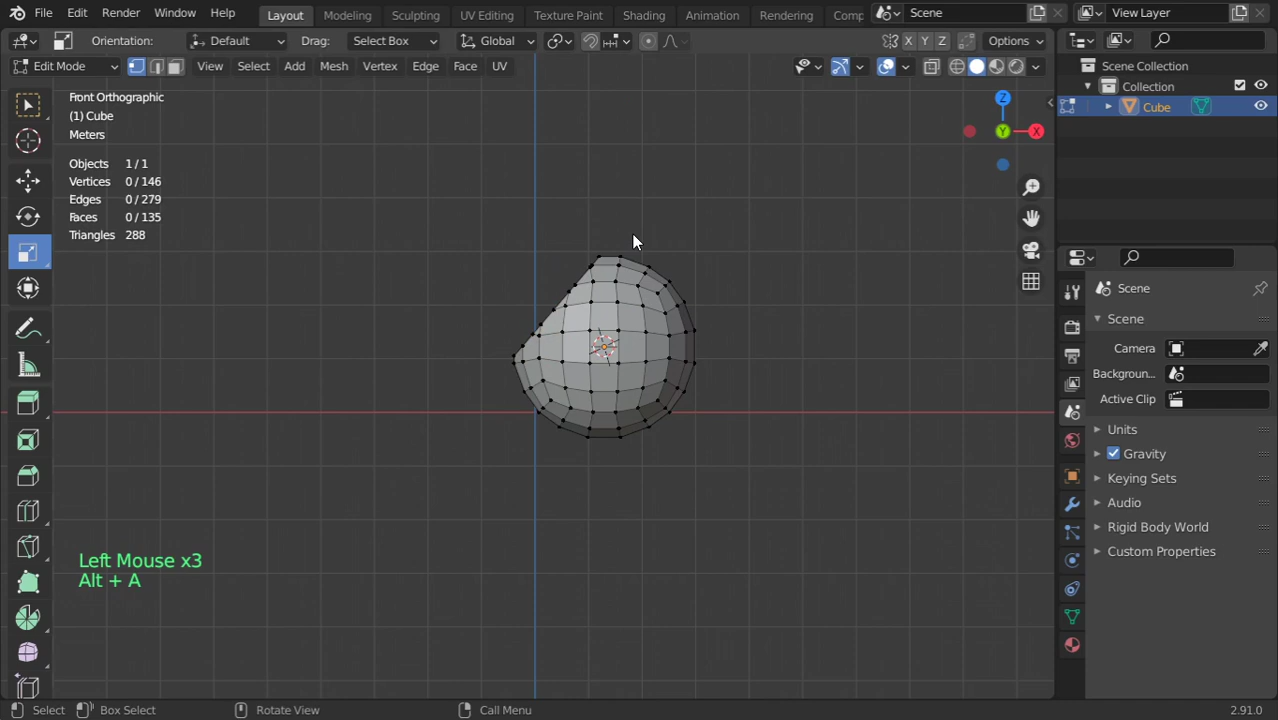 File Edit Render Window Help Layout Modeling Sculpting UV Editing Texture Paint Shading Animation Rendering Comp Scene View Layer
Orientation: Default Drag: Select Box Global X Y Z Options
Edit Mode View Select Add Mesh Vertex Edge Face UV
Scene Collection
Collection
Cube
Front Orthographic
(1) Cube
Meters
Objects 1 / 1
Vertices 0 / 146
Edges 0 / 279
Faces 0 / 135
Triangles 288
Z
Y X
Scene
Scene
Camera
Backgroun...
Active Clip
Units
Gravity
Keying Sets
Audio
Rigid Body World
Custom Properties
Left Mouse x3
Alt + A
Select Box Select Rotate View Call Menu 2.91.0